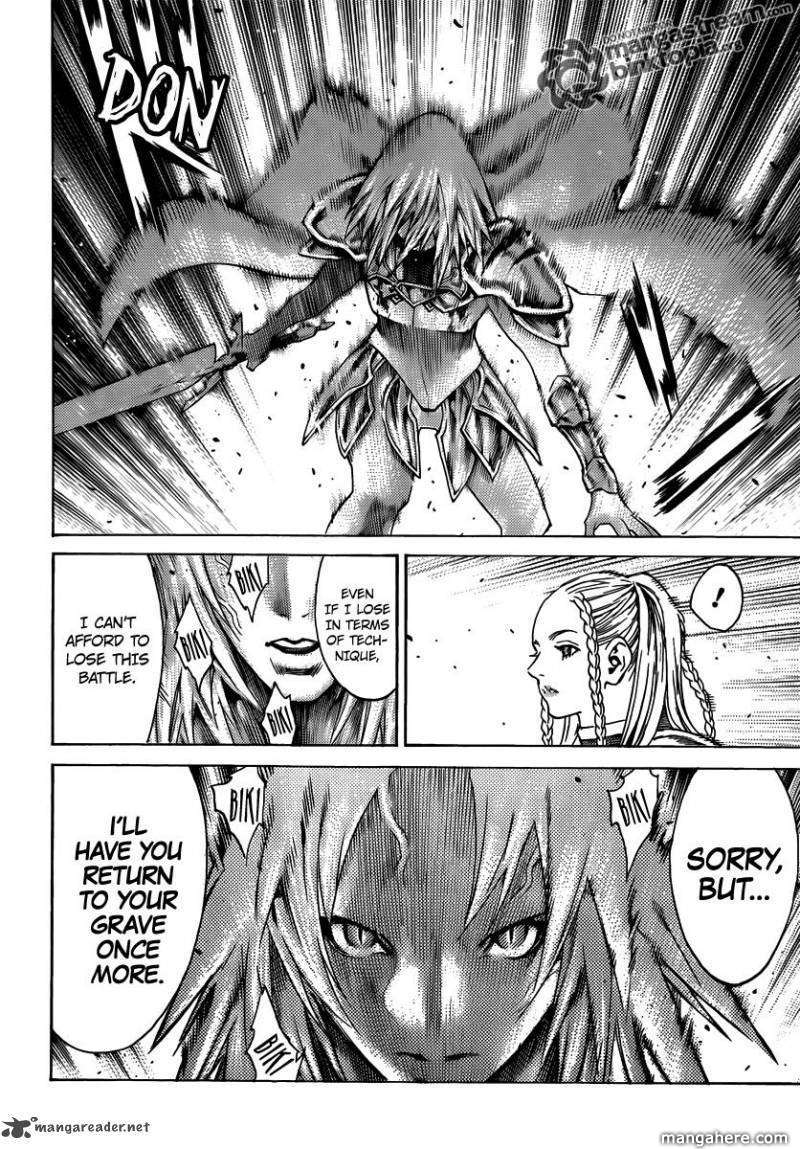 DON
mangastream.com
binktopia.org
!
EVEN
IF I LOSE
IN TERMS
OF TECH-
NIQUE,
BIKI
BIKI
BIKI
I CAN'T
AFFORD TO
LOSE THIS
BATTLE.
SORRY,
BUT...
BIKI
BIKI
BIKI
I'LL
HAVE YOU
RETURN
TO YOUR
GRAVE
ONCE
MORE.
mangareader.net
mangahere.com